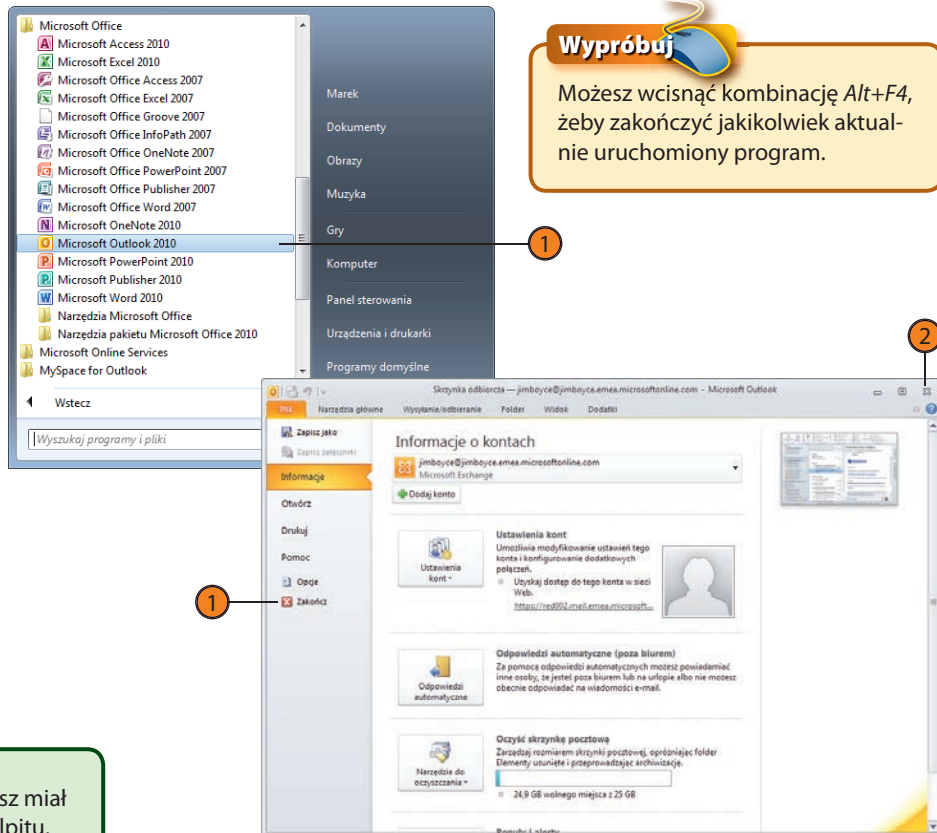 Microsoft Office
Microsoft Access 2010
Microsoft Excel 2010
Microsoft Office Access 2007
Microsoft Office Excel 2007
Microsoft Office Groove 2007
Microsoft Office InfoPath 2007
Microsoft Office OneNote 2007
Microsoft Office PowerPoint 2007
Microsoft Office Publisher 2007
Microsoft Office Word 2007
Microsoft OneNote 2010
Microsoft Outlook 2010
Microsoft PowerPoint 2010
Microsoft Publisher 2010
Microsoft Word 2010
Narzędzia Microsoft Office
Narzędzia pakietu Microsoft Office 2010
Microsoft Online Services
MySpace for Outlook
Wstecz
Wyszukaj programy i pliki
Marek
Dokumenty
Obrazy
Muzyka
Gry
Komputer
Panel sterowania
Urządzenia i drukarki
Programy domyślne
1
Wypróbuj
Możesz wcisnąć kombinację Alt+F4,
żeby zakończyć jakikolwiek aktual-
nie uruchomiony program.
2
Skrzynka odbiorcza — jimboyce@jimboyce.emea.microsoftonline.com - Microsoft Outlook
Plik Narzędzia główne Wysyłanie/odbieranie Folder Widok Dodatki
Zapisz jako
Zapisz załączniki
Informacje
Otwórz
Drukuj
Pomoc
Opcje
Zakończ
1
Informacje o kontach
jimboyce@jimboyce.emea.microsoftonline.com
Microsoft Exchange
Dodaj konto
Ustawienia
kont
Ustawienia kont
Umożliwia modyfikowanie ustawień tego
konta i konfigurowanie dodatkowych
połączeń.
Uzyskaj dostęp do tego konta w sieci
Web.
https://red002.mail.emea.microsoft...
Odpowiedzi
automatyczne
Odpowiedzi automatyczne (poza biurem)
Za pomocą odpowiedzi automatycznych możesz powiadamiać
inne osoby, że jesteś poza biurem lub na urlopie albo nie możesz
obecnie odpowiadać na wiadomości e-mail.
Narzędzia do
oczyszczania
Oczyść skrzynkę pocztową
Zarządzaj rozmiarem skrzynki pocztowej, opróżniając folder
Elementy usunięte i przeprowadzając archiwizację.
24,9 GB wolnego miejsca z 25 GB
Reguły i alerty
sz miał
lpitu.